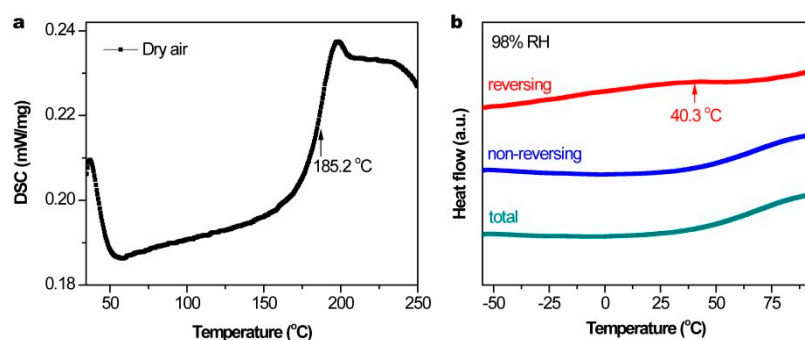 a
Dry air
185.2 °C
DSC (mW/mg)
0.24
0.22
0.20
0.18
50
100
150
200
250
Temperature (°C)
b
98% RH
reversing
40.3 °C
non-reversing
total
Heat flow (a.u.)
-50
-25
0
25
50
75
Temperature (°C)